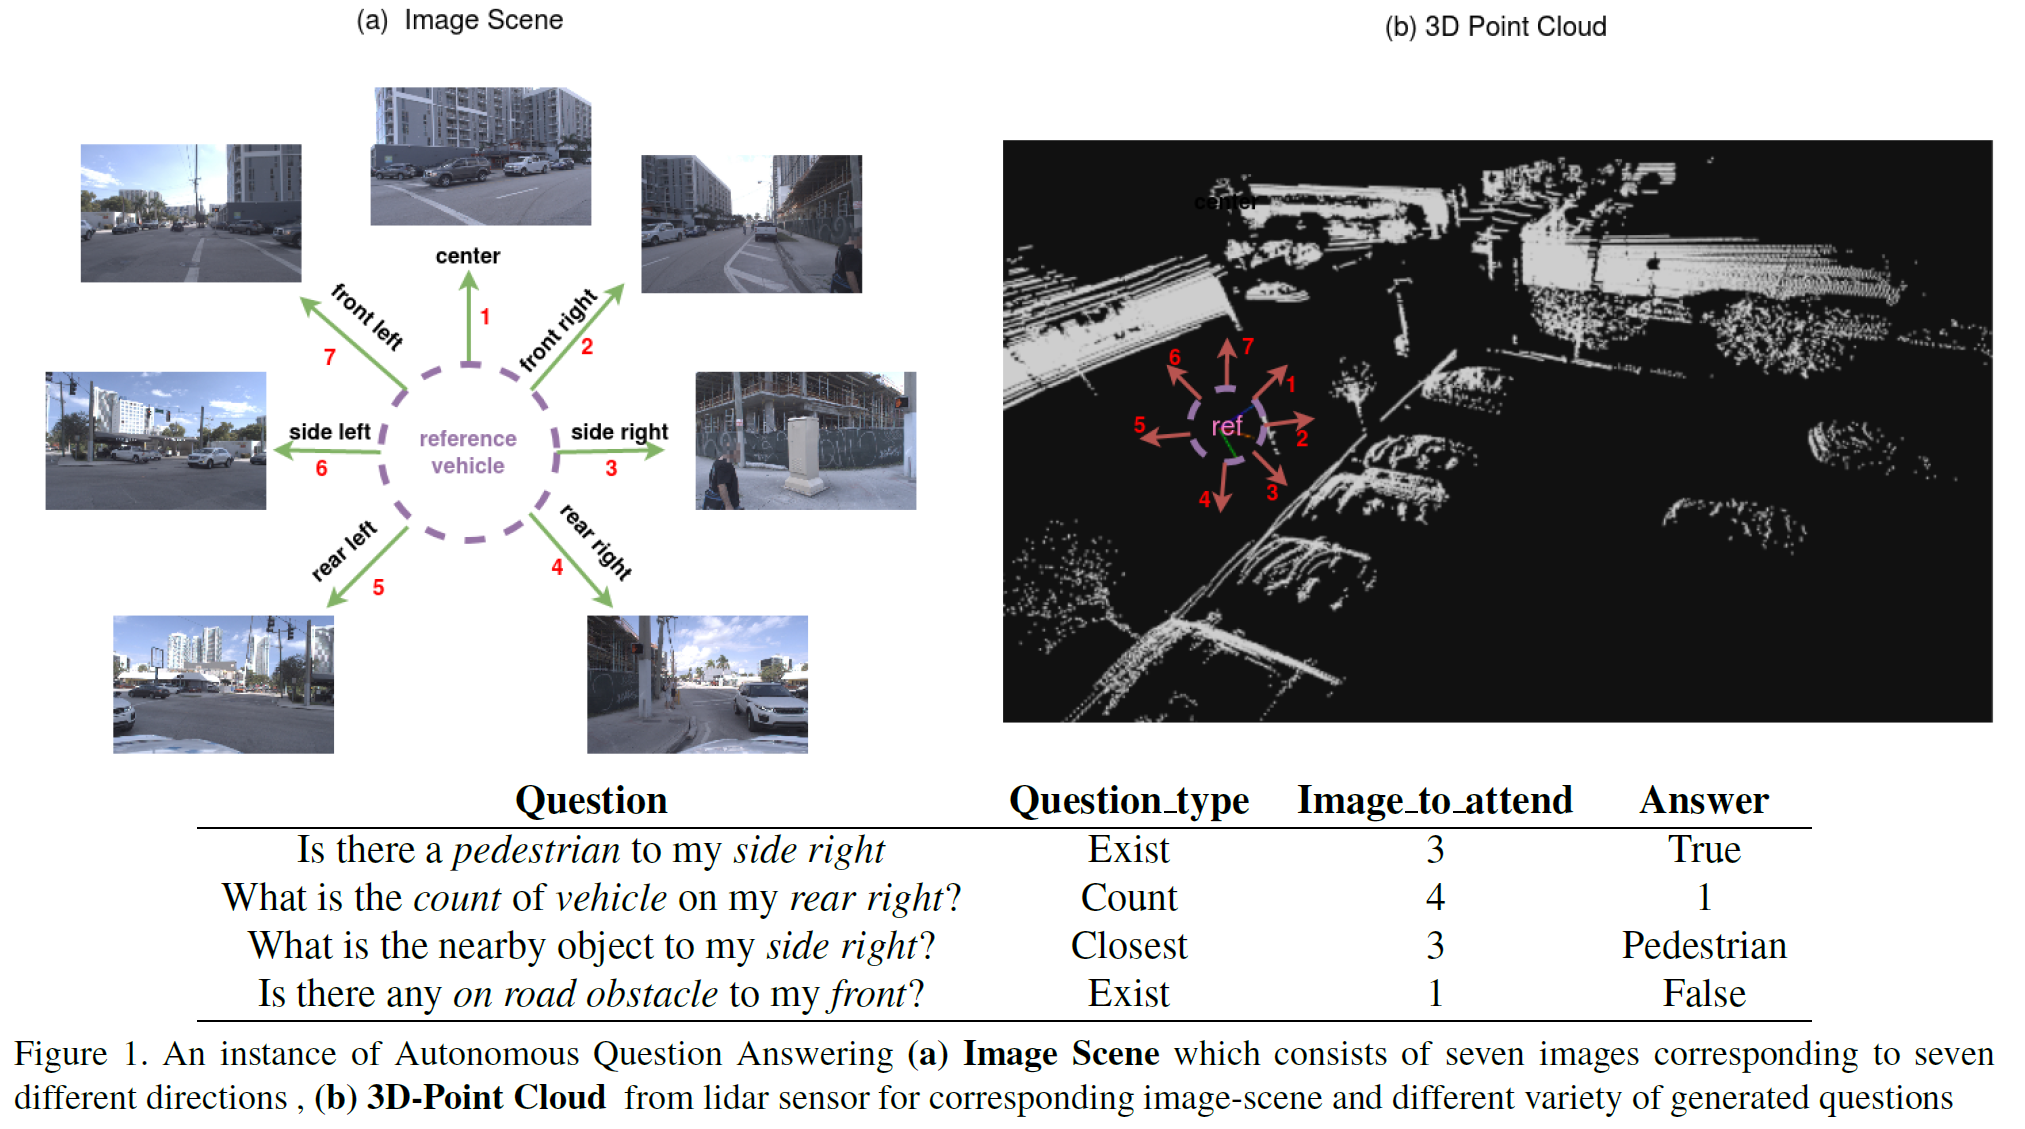 (a) Image Scene
center
1
front left
7
front right
2
side left
6
reference
vehicle
side right
3
rear left
5
rear right
4
(b) 3D Point Cloud
center
7
6
1
5
ref
2
4
3
Question Question_type Image_to_attend Answer
Is there a pedestrian to my side right Exist 3 True
What is the count of vehicle on my rear right? Count 4 1
What is the nearby object to my side right? Closest 3 Pedestrian
Is there any on road obstacle to my front? Exist 1 False
Figure 1. An instance of Autonomous Question Answering (a) Image Scene which consists of seven images corresponding to seven
different directions , (b) 3D-Point Cloud from lidar sensor for corresponding image-scene and different variety of generated questions